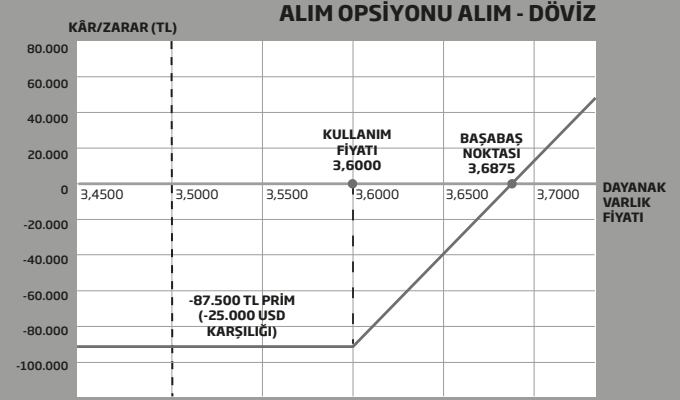 ALIM OPSİYONU ALIM - DÖVİZ
KÂR/ZARAR (TL)
80.000
60.000
40.000
20.000
0
-20.000
-40.000
-60.000
-80.000
-100.000
KULLANIM
FİYATI
3,6000
BAŞABAŞ
NOKTASI
3,6875
3,4500
3,5000
3,5500
3,6000
3,6500
3,7000
DAYANAK
VARLIK
FİYATI
-87.500 TL PRİM
(-25.000 USD
KARŞILIĞI)